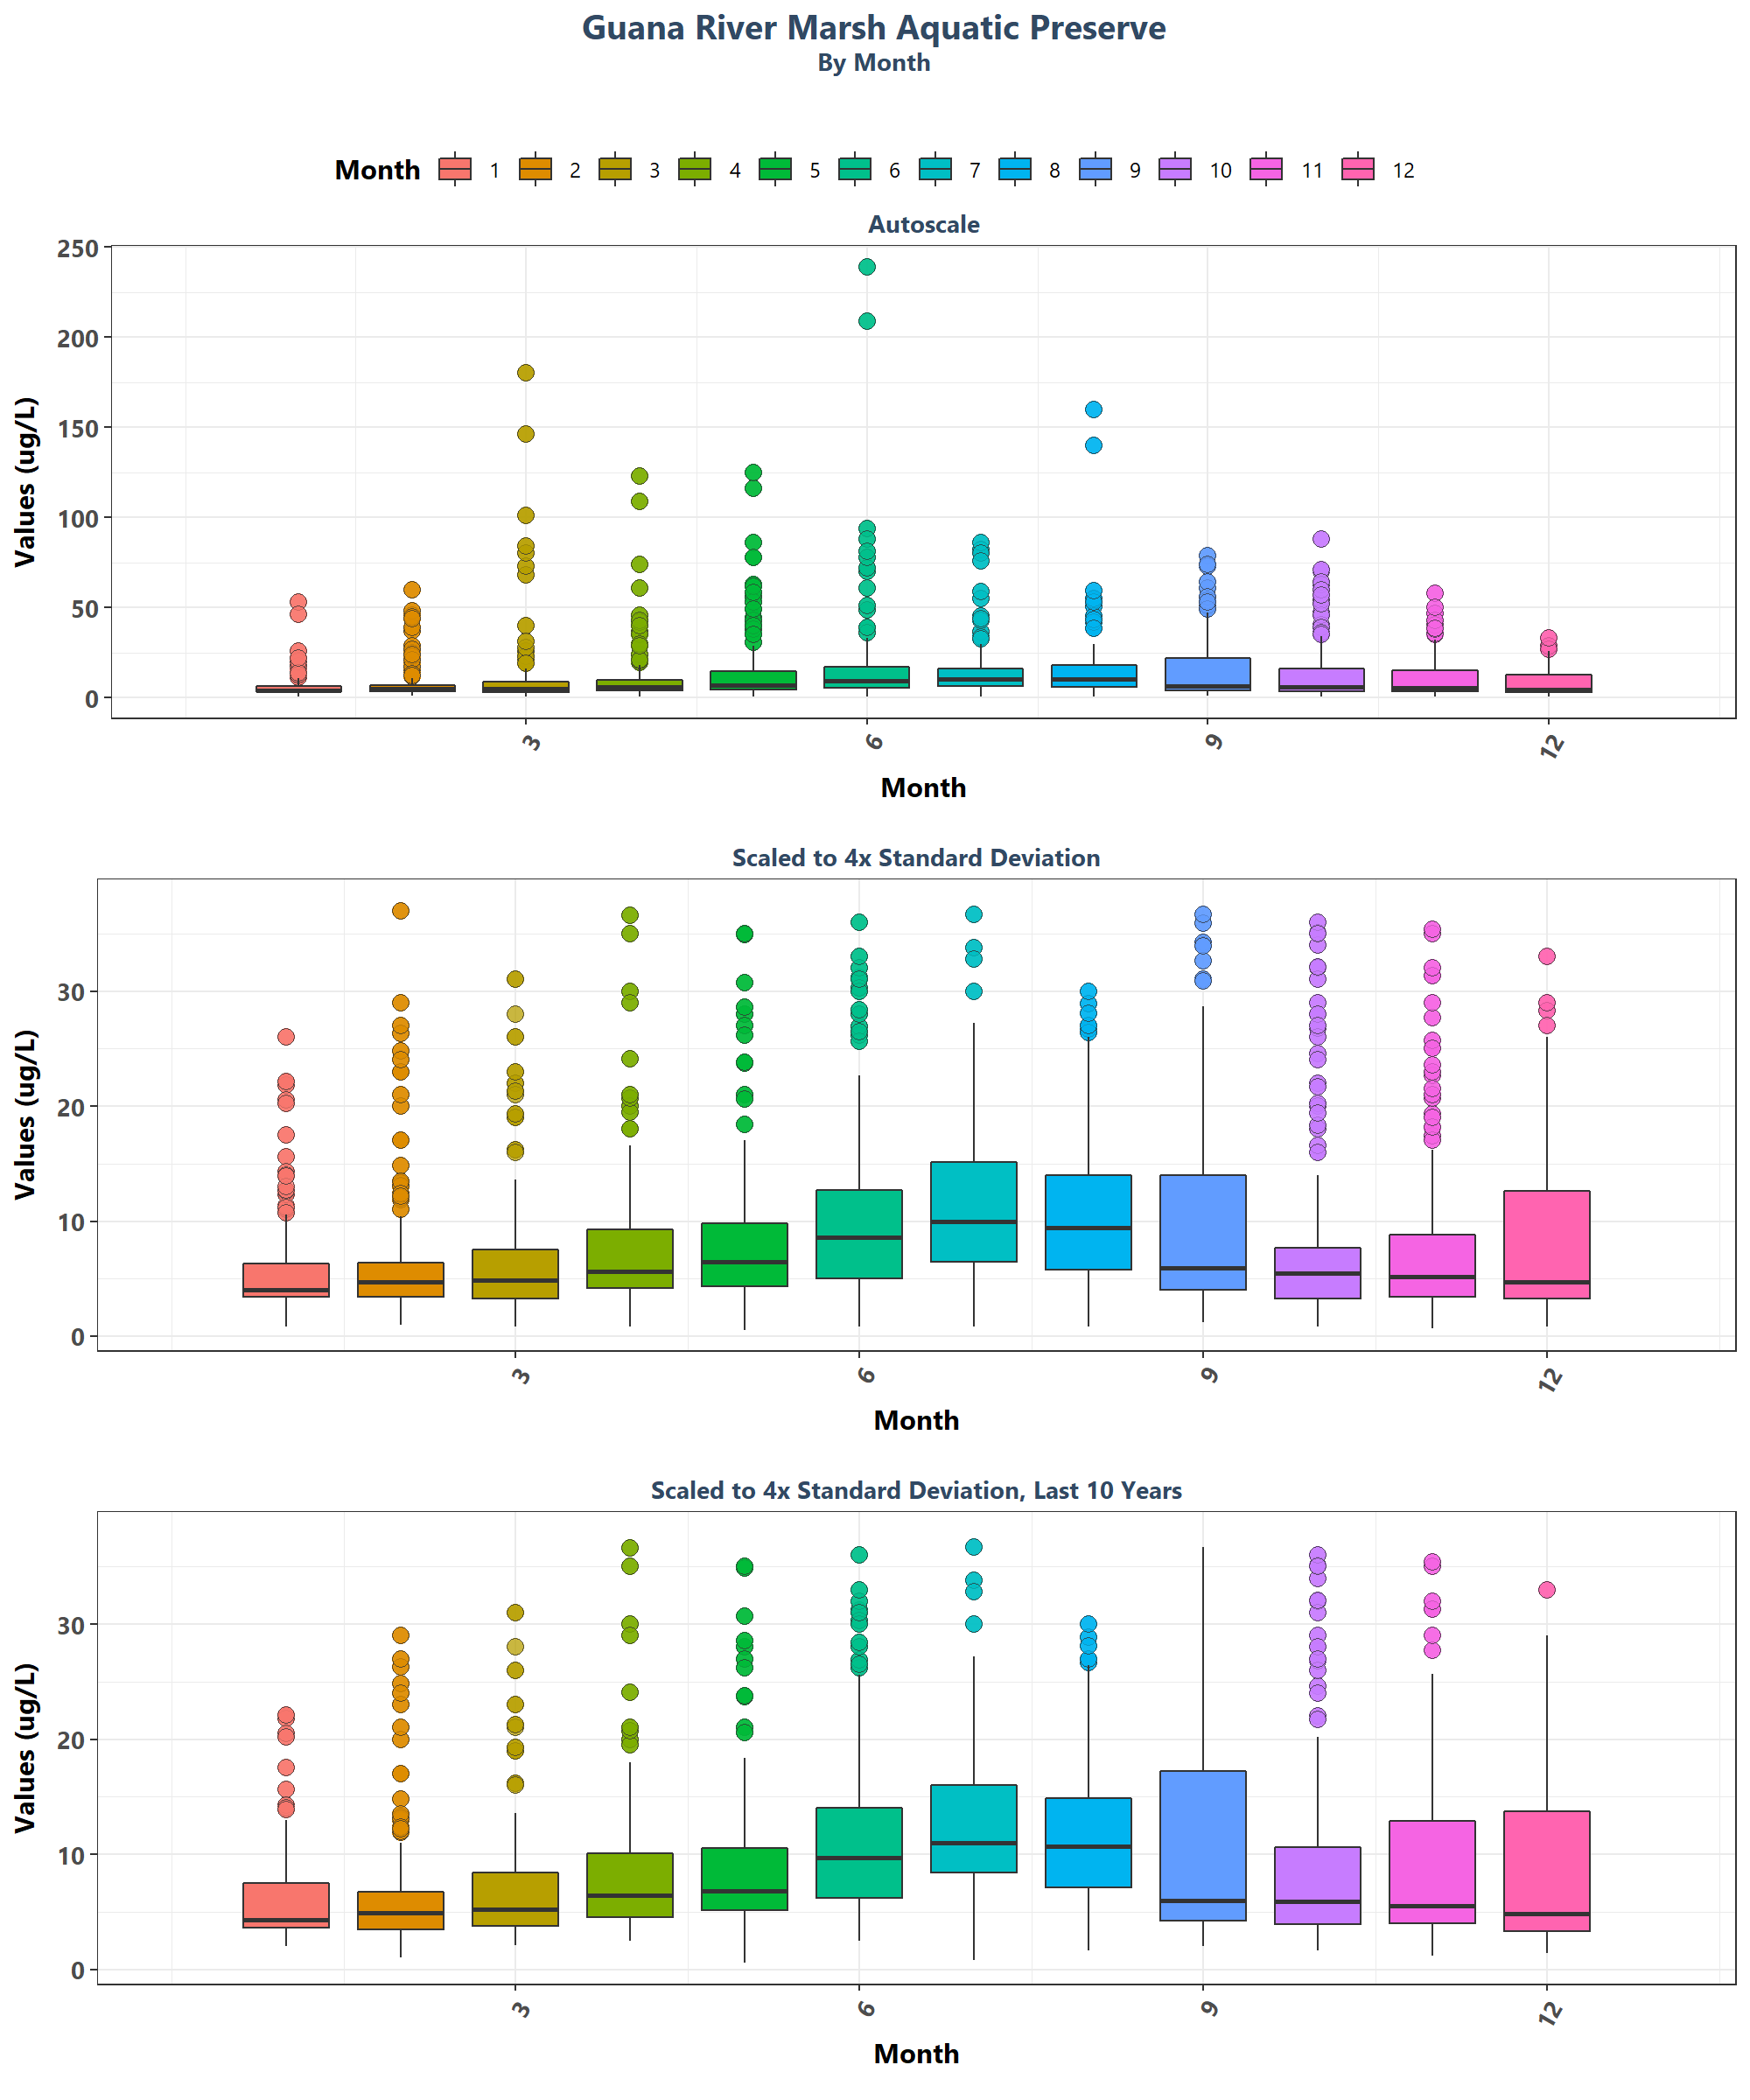 Guana River Marsh Aquatic Preserve
By Month
Month 1 2 3 4 5 6 7 8 9 10 11 12
Autoscale
Values (ug/L)
250
200
150
100
50
0
3 6 9 12
Month
Scaled to 4x Standard Deviation
Values (ug/L)
30
20
10
0
3 6 9 12
Month
Scaled to 4x Standard Deviation, Last 10 Years
Values (ug/L)
30
20
10
0
3 6 9 12
Month